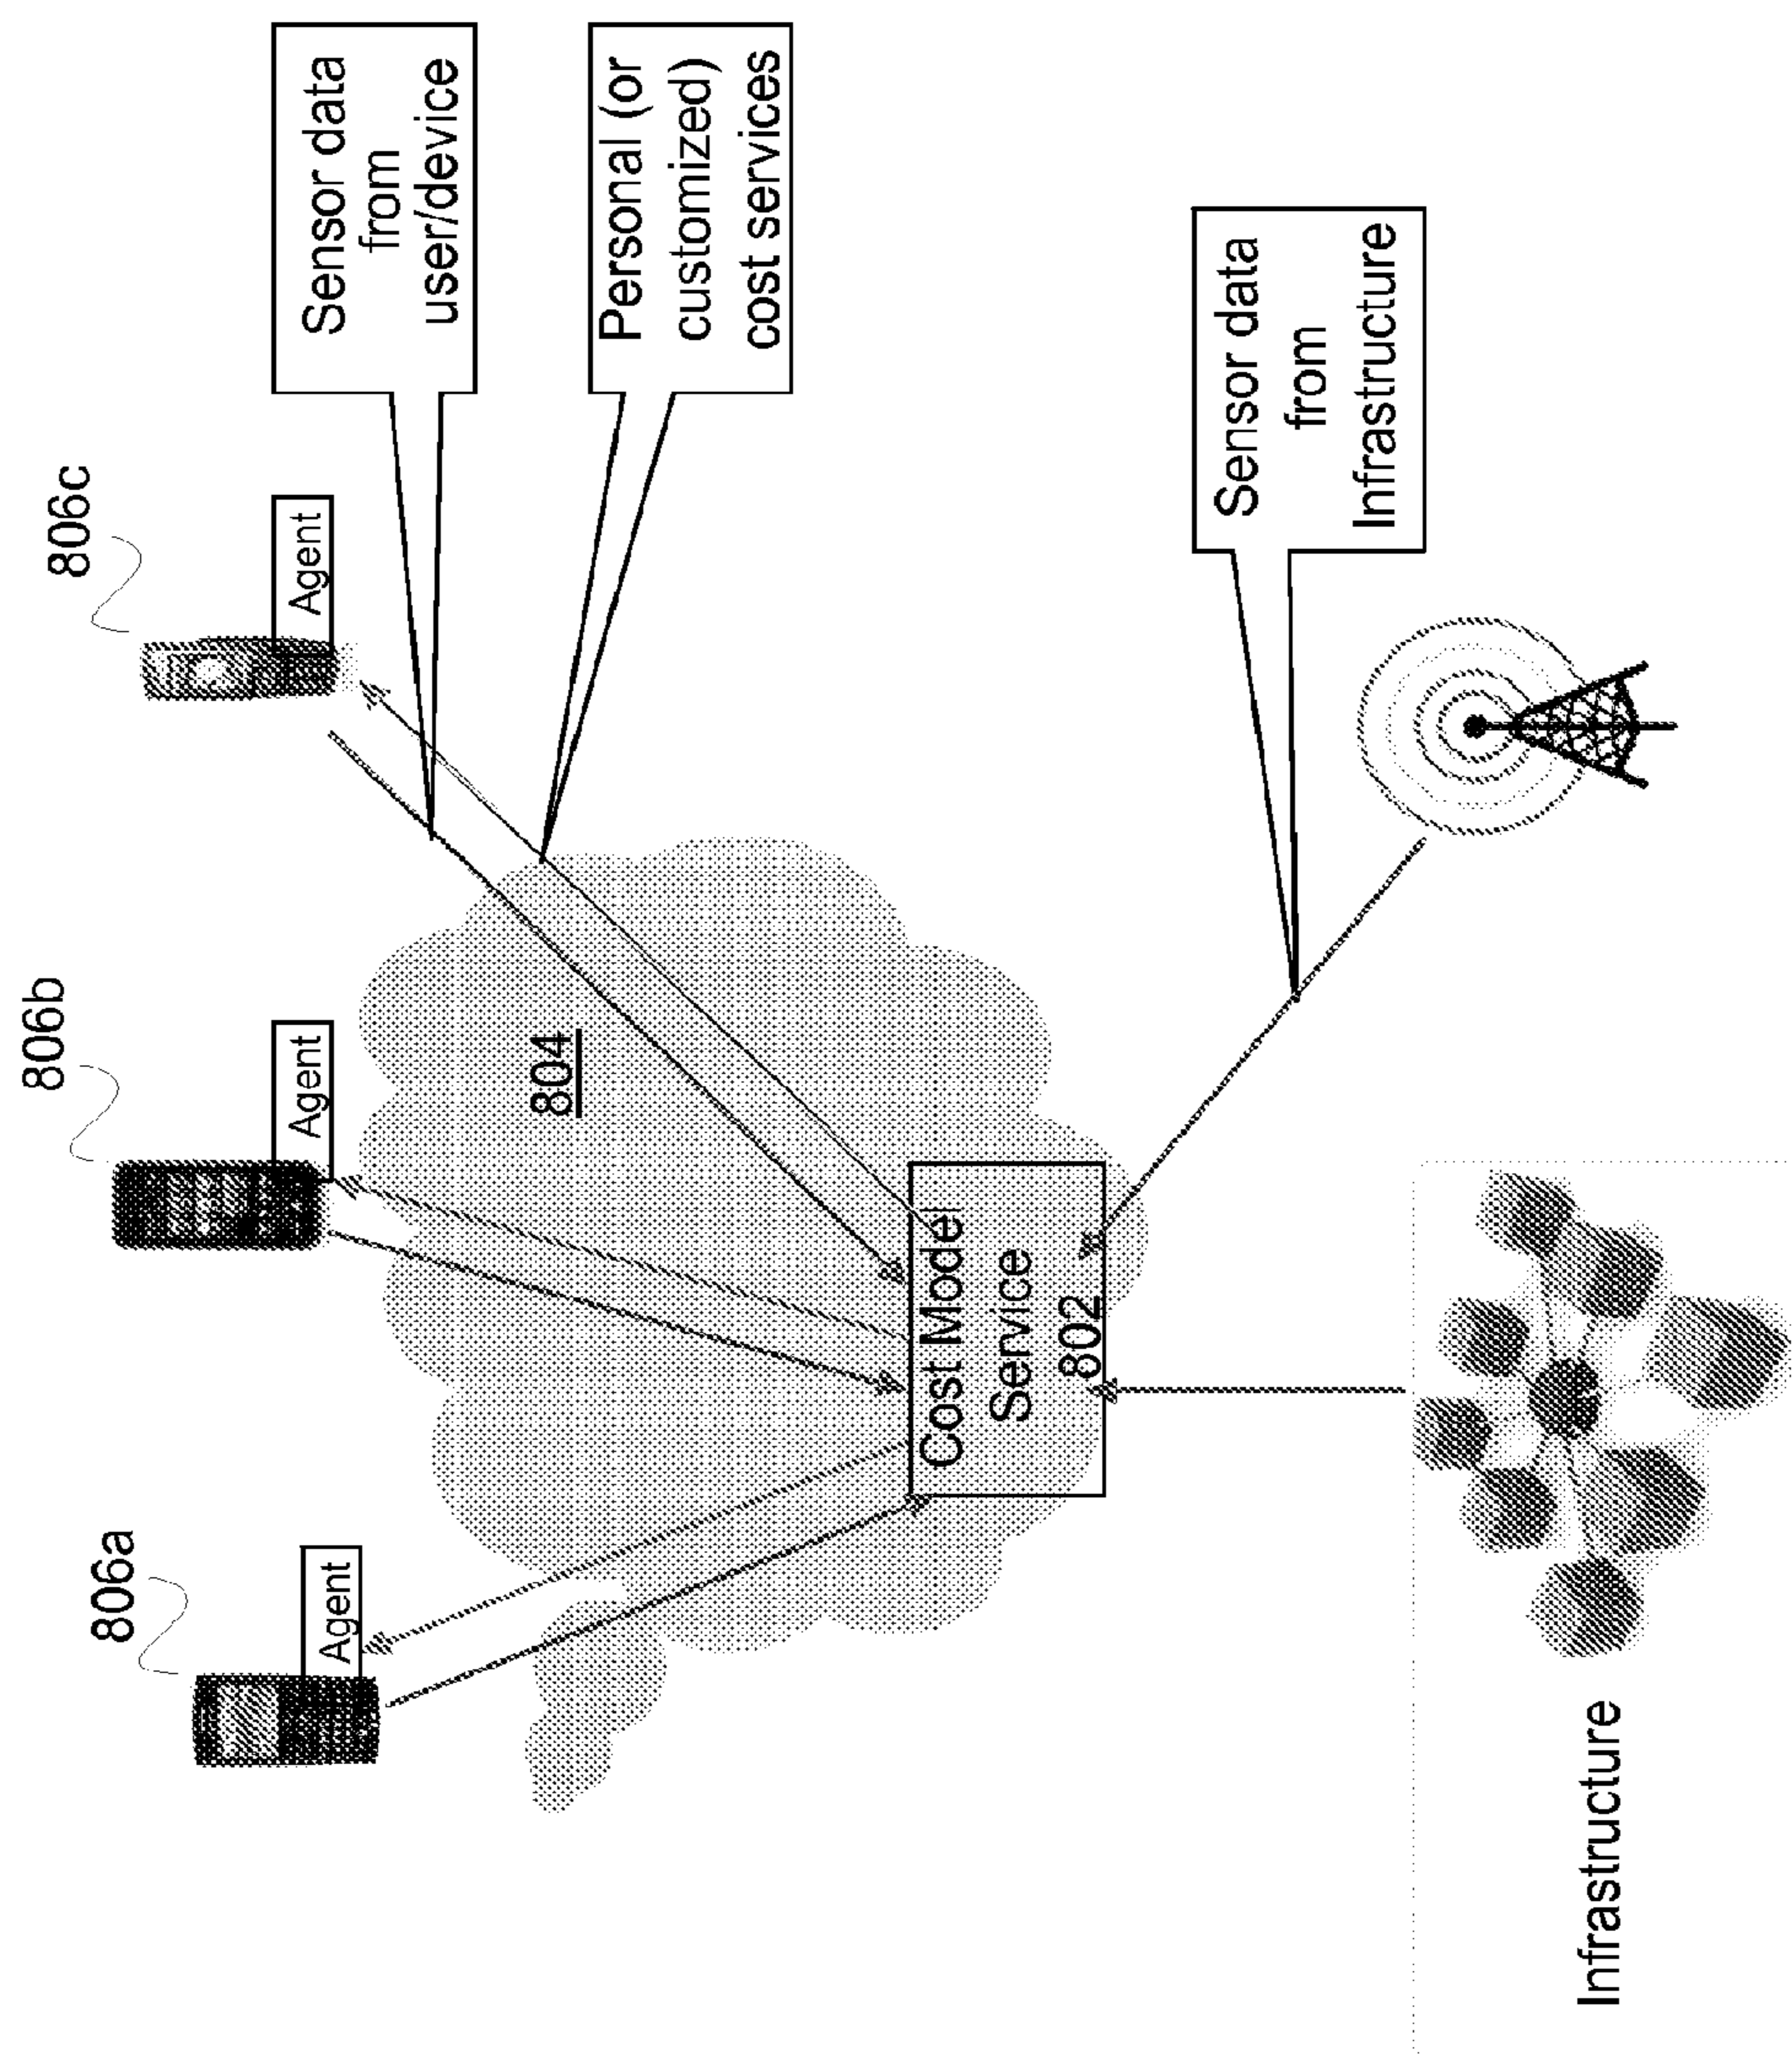 806a
Agent
806b
Agent
806c
Agent
Sensor data
from
user/device
Personal (or
customized)
cost services
804
Cost Model
Service
802
Sensor data
from
Infrastructure
Infrastructure